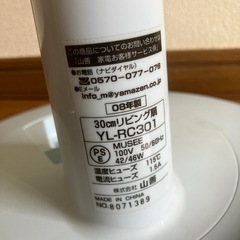 この商品についてのお問合せ
「山善 家電お客様サービス係」
●お電話（ナビダイヤル）
0570-077-078
●Eメール
info_m@yamazen.co.jp
08年製
30cmリビング扇
YL-RC301
MUSEE
PSE 100V 50/60Hz
42/46W
温度ヒューズ 115℃
電流ヒューズ 1.5A
株式会社 山善
MADE IN CHINA
NO:8071389